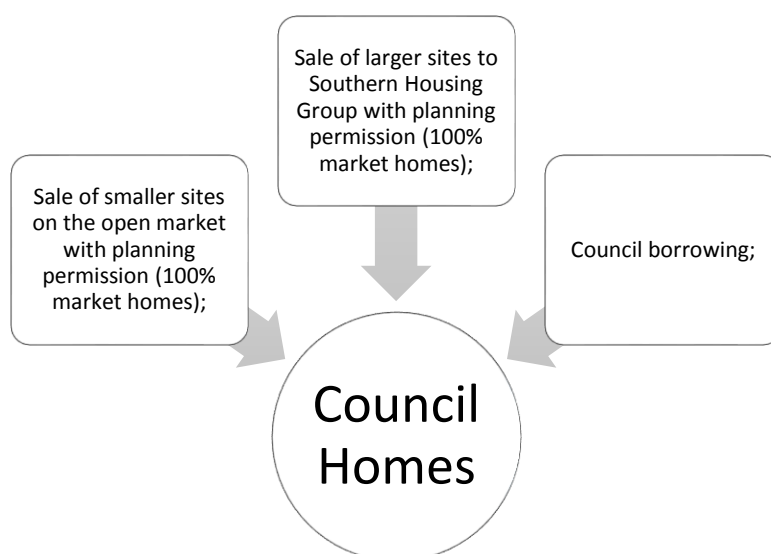 Sale of smaller sites
on the open market
with planning
permission (100%
market homes);
Sale of larger sites to
Southern Housing
Group with planning
permission (100%
market homes);
Council borrowing;
Council
Homes